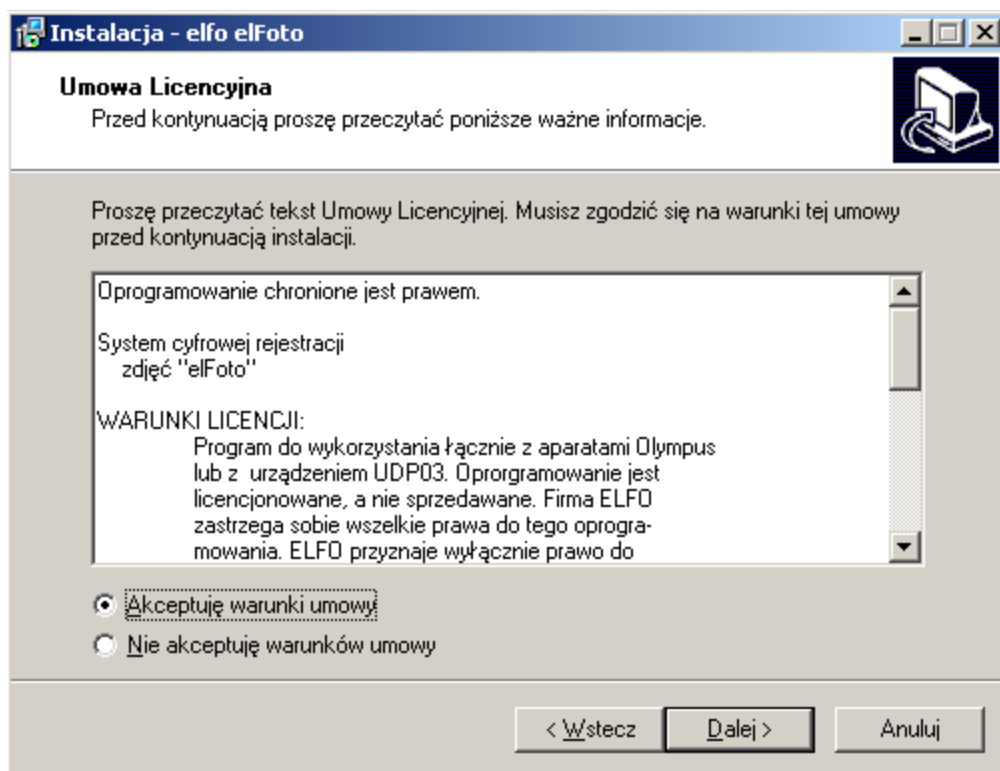 Instalacja - elfo elFoto
Umowa Licencyjna
Przed kontynuacją proszę przeczytać poniższe ważne informacje.
Proszę przeczytać tekst Umowy Licencyjnej. Musisz zgodzić się na warunki tej umowy
przed kontynuacją instalacji.
Oprogramowanie chronione jest prawem.
System cyfrowej rejestracji
zdjęć "elFoto"
WARUNKI LICENCJI:
Program do wykorzystania łącznie z aparatami Olympus
lub z urządzeniem UDP03. Oprorgramowanie jest
licencjonowane, a nie sprzedawane. Firma ELFO
zastrzega sobie wszelkie prawa do tego oprogra-
mowania. ELFO przyznaje wyłącznie prawo do
Akceptuję warunki umowy
Nie akceptuję warunków umowy
< Wstecz
Dalej >
Anuluj